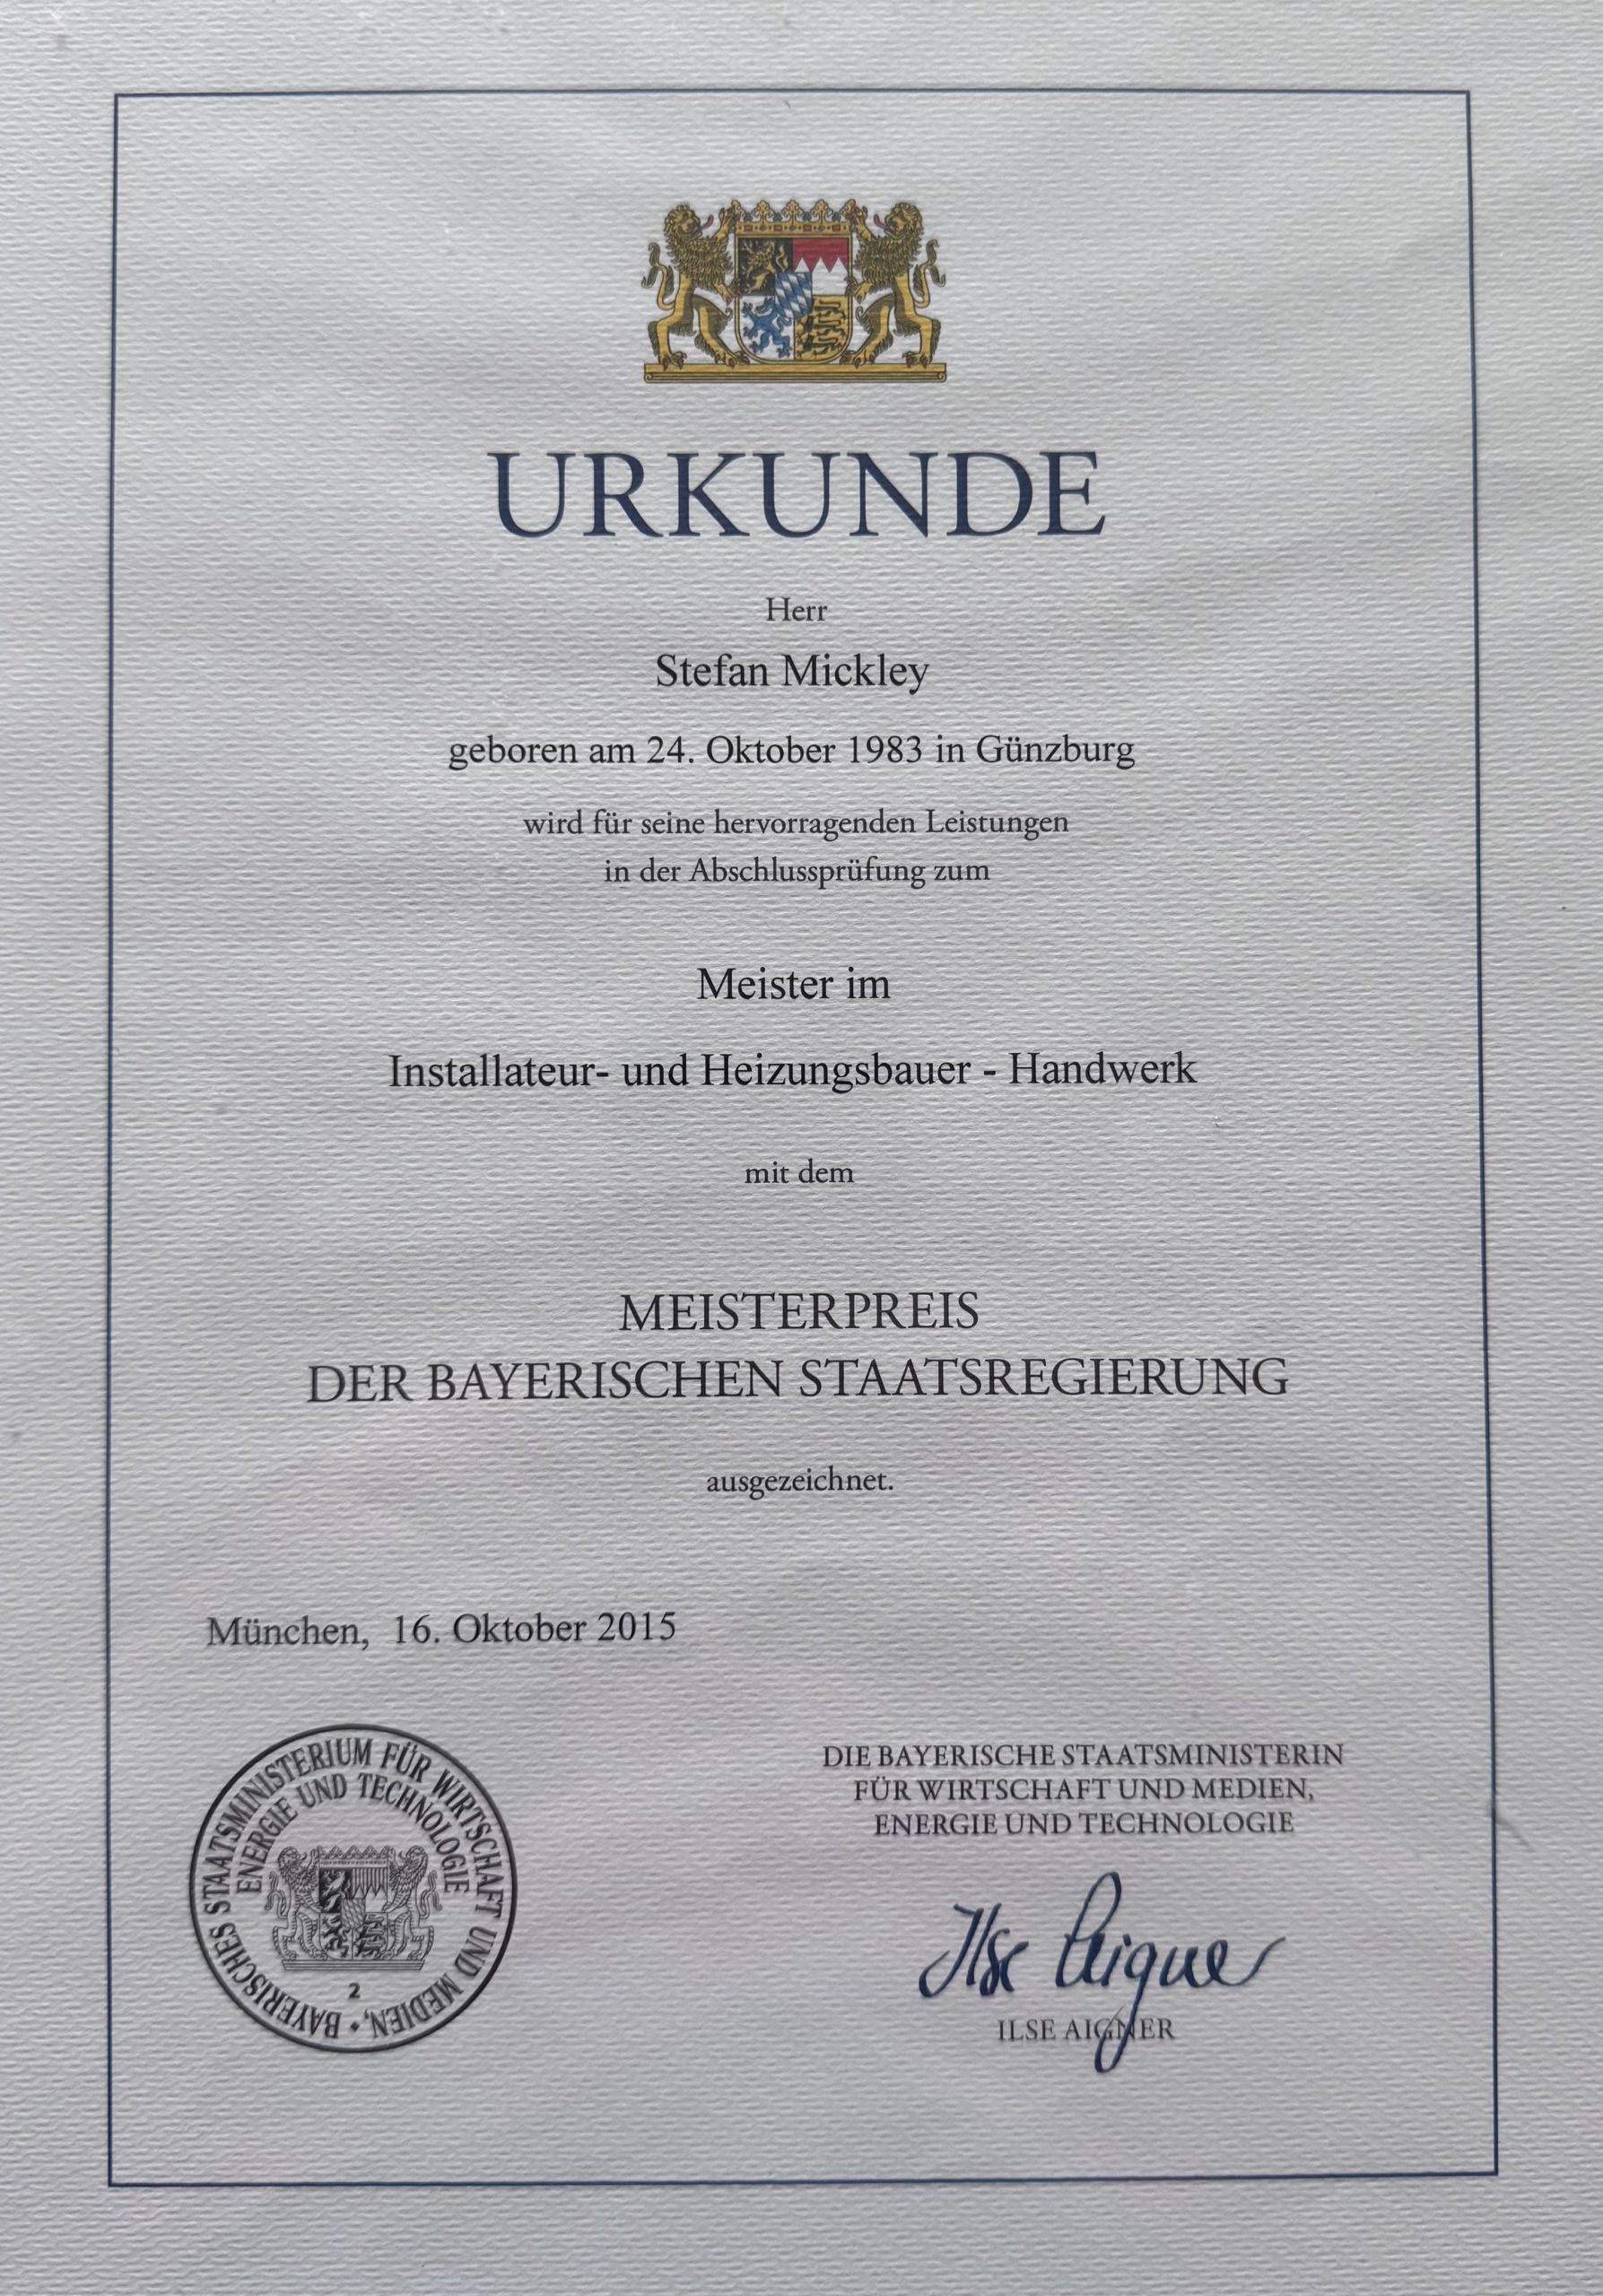 URKUNDE
Herr
Stefan Mickley
geboren am 24. Oktober 1983 in Günzburg
wird für seine hervorragenden Leistungen
in der Abschlussprüfung zum
Meister im
Installateur- und Heizungsbauer - Handwerk
mit dem
MEISTERPREIS
DER BAYERISCHEN STAATSREGIERUNG
ausgezeichnet.
München, 16. Oktober 2015
BAYERISCHES STAATSMINISTERIUM FÜR WIRTSCHAFT UND MEDIEN,
ENERGIE UND TECHNOLOGIE
2
DIE BAYERISCHE STAATSMINISTERIN
FÜR WIRTSCHAFT UND MEDIEN,
ENERGIE UND TECHNOLOGIE
Ilse Aigner
ILSE AIGNER